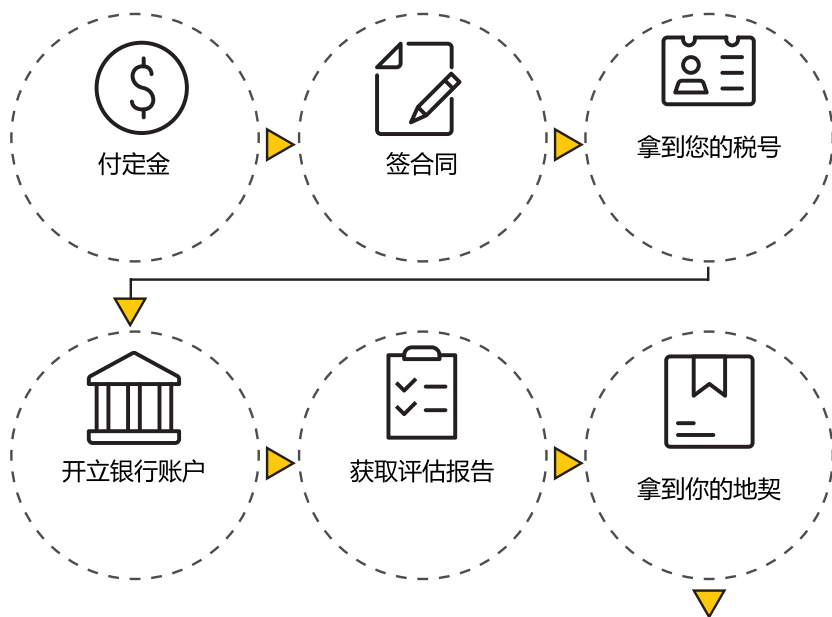 付定金
签合同
拿到您的税号
开立银行账户
获取评估报告
拿到你的地契